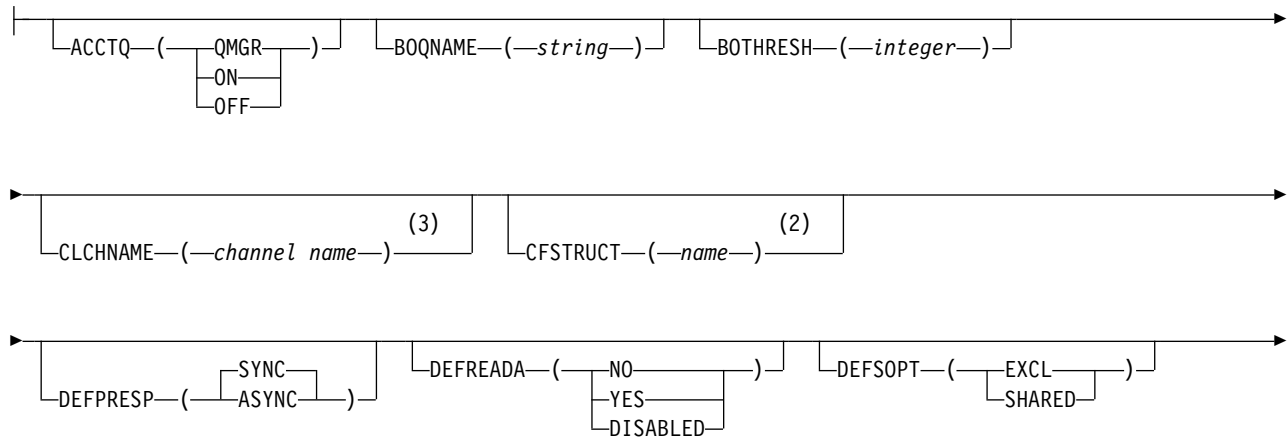 ACCTQ ( QMGR ) BOQNAME ( string ) BOTHRESH ( integer )
ON
OFF
(3) (2)
CLCHNAME ( channel name ) CFSTRUCT ( name )
SYNC DEFREADA ( NO ) DEFSOPT ( EXCL )
DEFPRESP ( ASYNC ) YES SHARED
DISABLED